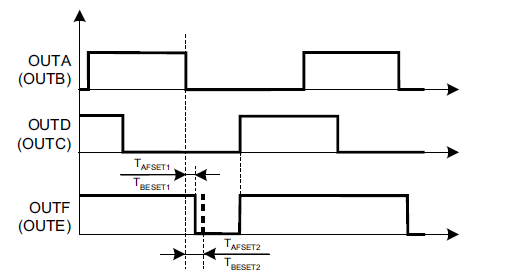 OUTA
(OUTB)
OUTD
(OUTC)
TAFSET1
TBESET1
OUTF
(OUTE)
TAFSET2
TBESET2